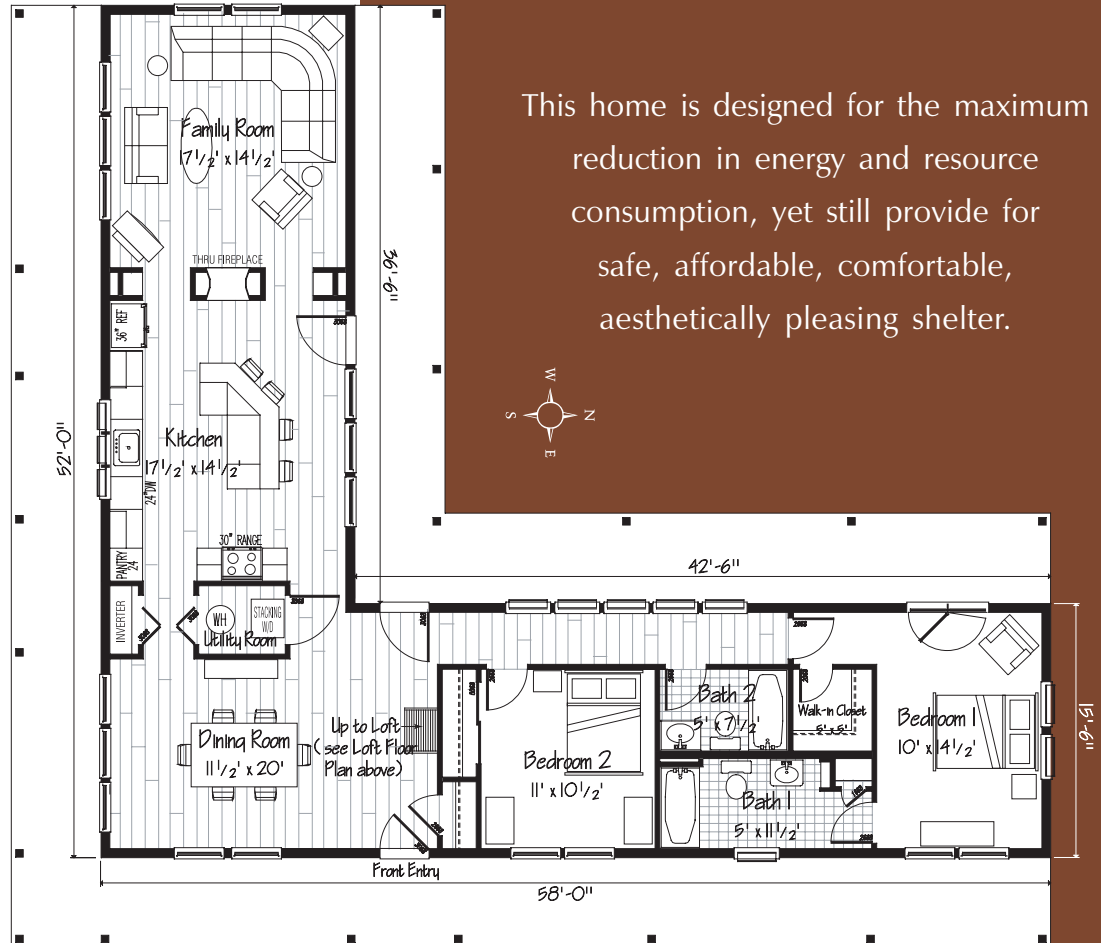 This home is designed for the maximum
reduction in energy and resource
consumption, yet still provide for
safe, affordable, comfortable,
aesthetically pleasing shelter.
W
S
N
E
Family Room
17 1/2' x 14 1/2'
THRU FIREPLACE
36'-6"
3068
36" REF
52'-0"
Kitchen
17 1/2' x 14 1/2'
24"DW
30" RANGE
PANTRY
24
INVERTER
WH
STACKING
W/D
Utility Room
42'-6"
Dining Room
11 1/2' x 20'
Up to Loft
( see Loft Floor
Plan above)
Bedroom 2
11' x 10 1/2'
Bath 2
5' x 7 1/2'
Walk-in Closet
5' x 5'
Bedroom 1
10' x 14 1/2'
15'-6"
Bath 1
5' x 11 1/2'
Front Entry
58'-0"